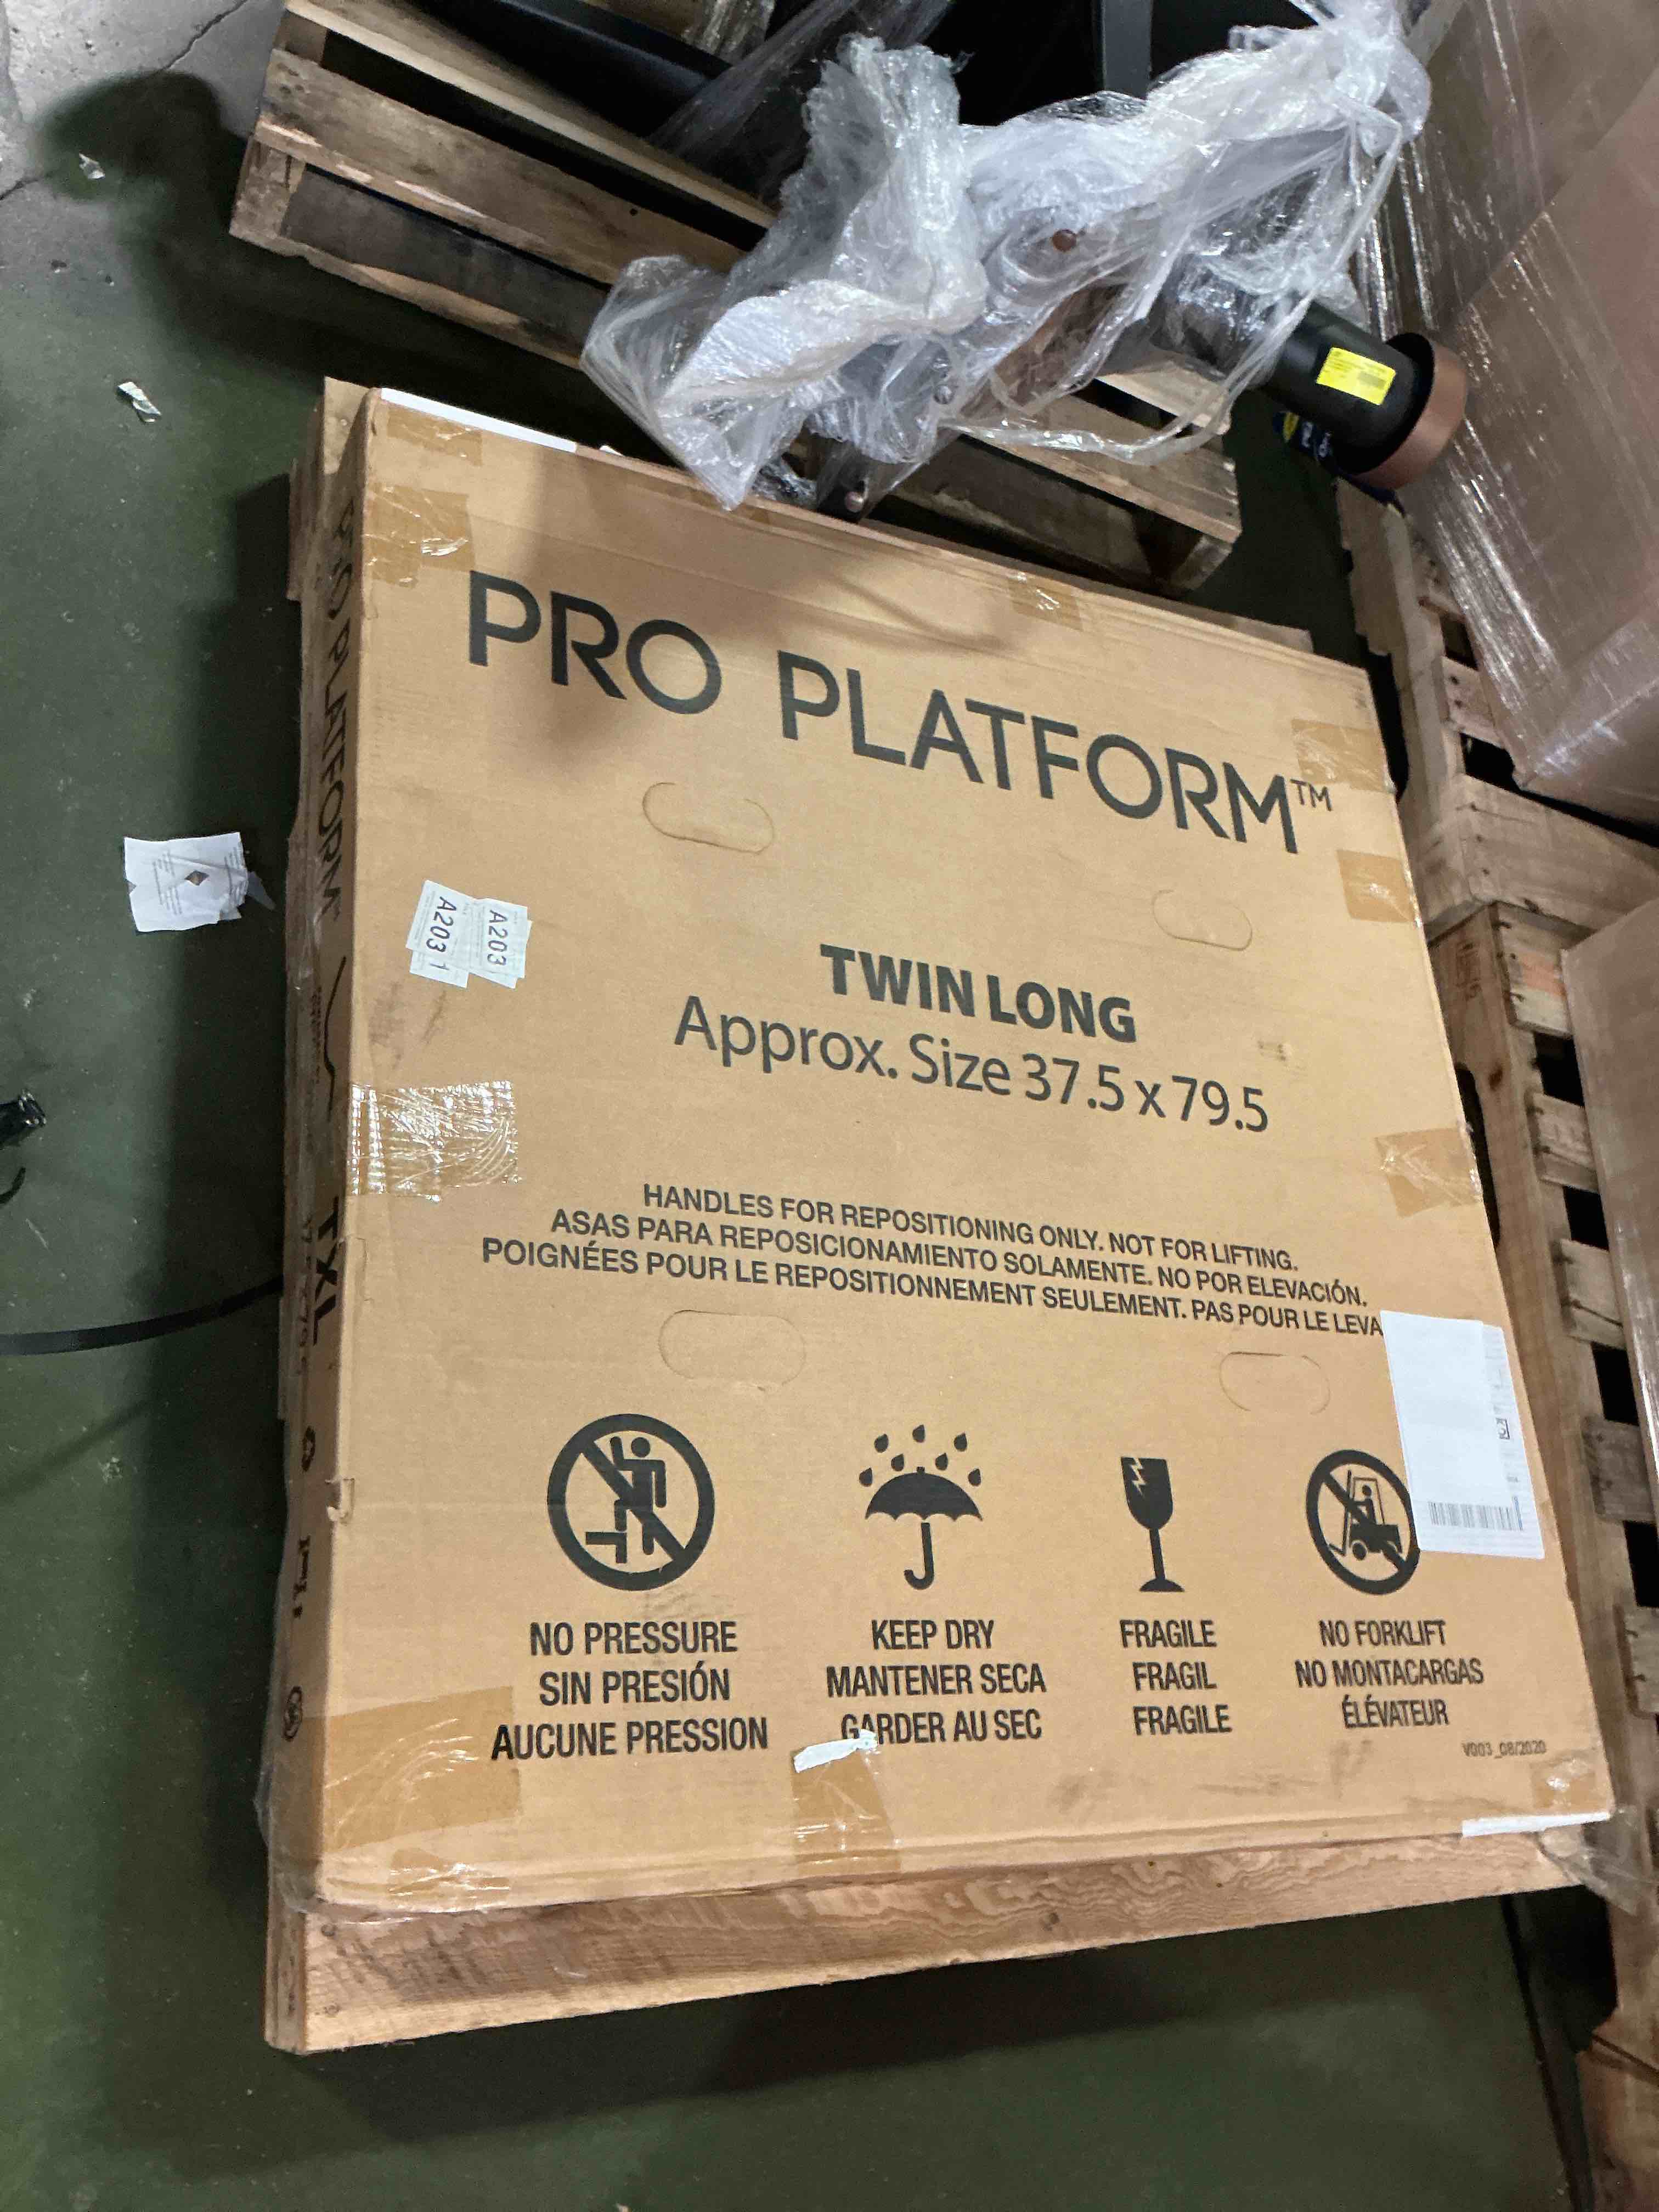 PRO PLATFORM™
A203 1
A203
TWIN LONG
Approx. Size 37.5 x 79.5
HANDLES FOR REPOSITIONING ONLY. NOT FOR LIFTING.
ASAS PARA REPOSICIONAMIENTO SOLAMENTE. NO POR ELEVACIÓN.
POIGNÉES POUR LE REPOSITIONNEMENT SEULEMENT. PAS POUR LE LEVA
NO PRESSURE
SIN PRESIÓN
AUCUNE PRESSION
KEEP DRY
MANTENER SECA
GARDER AU SEC
FRAGILE
FRAGIL
FRAGILE
NO FORKLIFT
NO MONTACARGAS
ÉLÉVATEUR
V003_08/2020
PRO PLATFORM
TXL